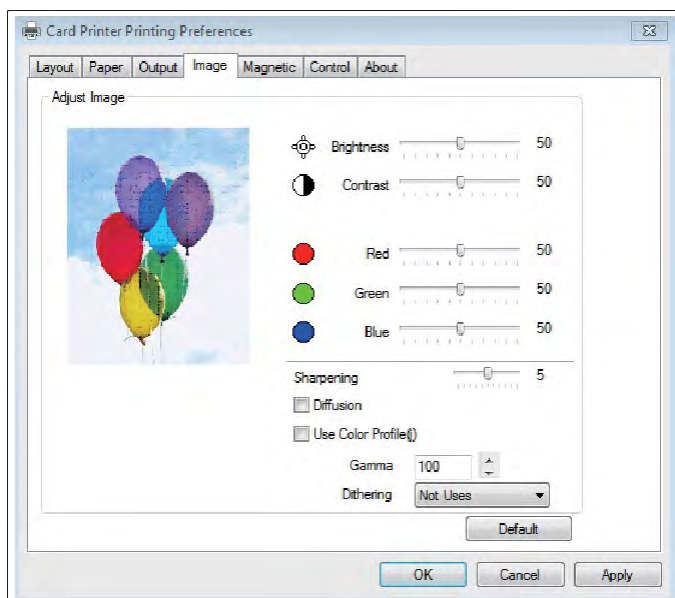 Card Printer Printing Preferences
Layout Paper Output Image Magnetic Control About
Adjust Image
Brightness 50
Contrast 50
Red 50
Green 50
Blue 50
Sharpening 5
Diffusion
Use Color Profile(j)
Gamma 100
Dithering Not Uses
Default
OK Cancel Apply